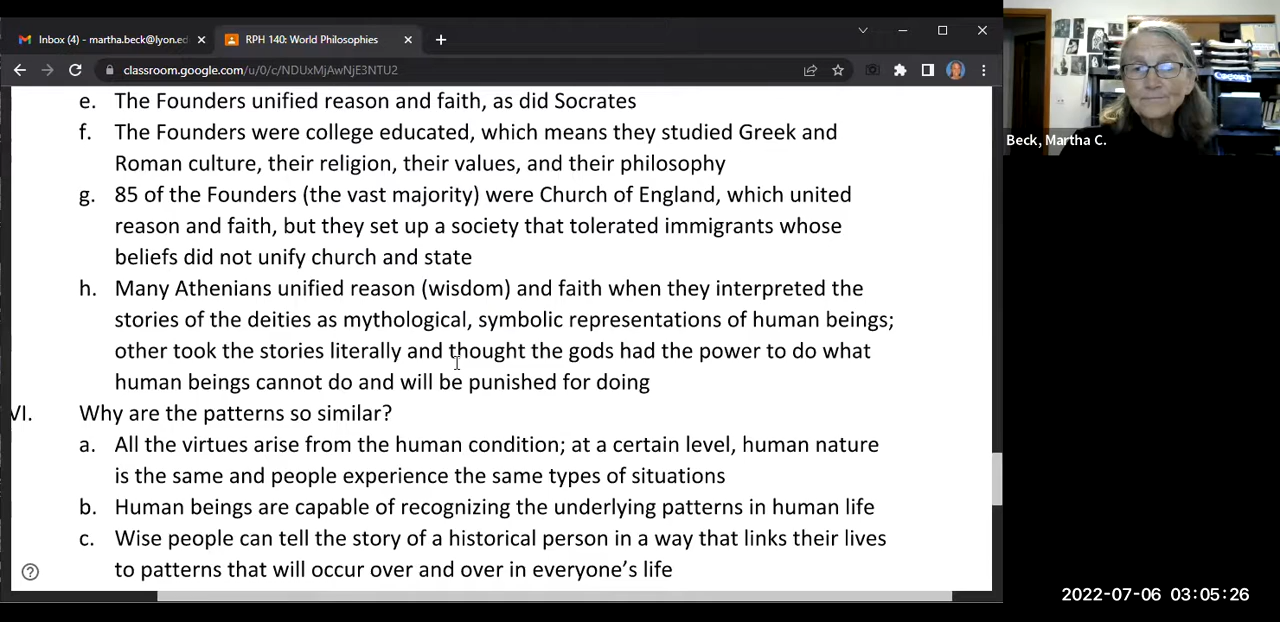 Inbox (4) - martha.beck@lyon.ed
RPH 140: World Philosophies
classroom.google.com/u/0/c/NDUxMjAwNjE3NTU2
e. The Founders unified reason and faith, as did Socrates
f. The Founders were college educated, which means they studied Greek and
Roman culture, their religion, their values, and their philosophy
g. 85 of the Founders (the vast majority) were Church of England, which united
reason and faith, but they set up a society that tolerated immigrants whose
beliefs did not unify church and state
h. Many Athenians unified reason (wisdom) and faith when they interpreted the
stories of the deities as mythological, symbolic representations of human beings;
other took the stories literally and thought the gods had the power to do what
human beings cannot do and will be punished for doing
VI. Why are the patterns so similar?
a. All the virtues arise from the human condition; at a certain level, human nature
is the same and people experience the same types of situations
b. Human beings are capable of recognizing the underlying patterns in human life
c. Wise people can tell the story of a historical person in a way that links their lives
to patterns that will occur over and over in everyone's life
Beck, Martha C.
2022-07-06 03:05:26